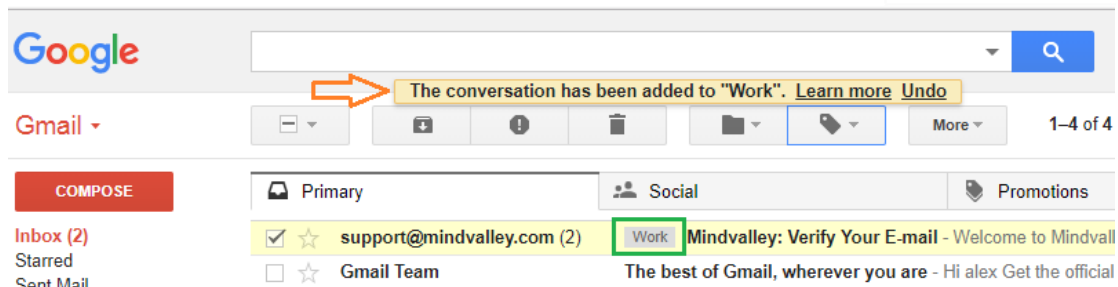 Google
The conversation has been added to "Work". Learn more Undo
Gmail
More
1–4 of 4
COMPOSE
Primary
Social
Promotions
Inbox (2)
support@mindvalley.com (2) Work Mindvalley: Verify Your E-mail - Welcome to Mindvall
Starred
Gmail Team The best of Gmail, wherever you are - Hi alex Get the official
Sent Mail